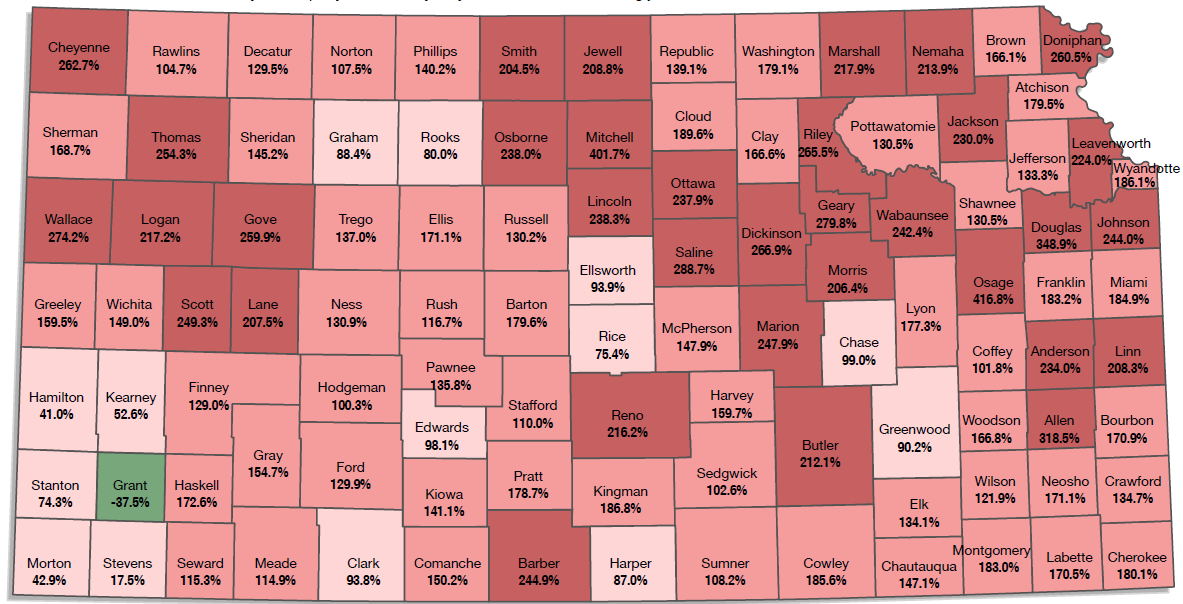 Cheyenne
262.7%
Rawlins
104.7%
Decatur
129.5%
Norton
107.5%
Phillips
140.2%
Smith
204.5%
Jewell
208.8%
Republic
139.1%
Washington
179.1%
Marshall
217.9%
Nemaha
213.9%
Brown
166.1%
Doniphan
260.5%
Atchison
179.5%
Sherman
168.7%
Thomas
254.3%
Sheridan
145.2%
Graham
88.4%
Rooks
80.0%
Osborne
238.0%
Mitchell
401.7%
Cloud
189.6%
Clay
166.6%
Riley
265.5%
Pottawatomie
130.5%
Jackson
230.0%
Jefferson
133.3%
Leavenworth
224.0%
Wyandotte
186.1%
Wallace
274.2%
Logan
217.2%
Gove
259.9%
Trego
137.0%
Ellis
171.1%
Russell
130.2%
Lincoln
238.3%
Ottawa
237.9%
Saline
288.7%
Dickinson
266.9%
Geary
279.8%
Wabaunsee
242.4%
Shawnee
130.5%
Douglas
348.9%
Johnson
244.0%
Ellsworth
93.9%
Morris
206.4%
Greeley
159.5%
Wichita
149.0%
Scott
249.3%
Lane
207.5%
Ness
130.9%
Rush
116.7%
Barton
179.6%
Rice
75.4%
McPherson
147.9%
Marion
247.9%
Chase
99.0%
Lyon
177.3%
Osage
416.8%
Franklin
183.2%
Miami
184.9%
Coffey
101.8%
Anderson
234.0%
Linn
208.3%
Hamilton
41.0%
Kearney
52.6%
Finney
129.0%
Hodgeman
100.3%
Pawnee
135.8%
Edwards
98.1%
Stafford
110.0%
Reno
216.2%
Harvey
159.7%
Butler
212.1%
Greenwood
90.2%
Woodson
166.8%
Allen
318.5%
Bourbon
170.9%
Gray
154.7%
Ford
129.9%
Stanton
74.3%
Grant
-37.5%
Haskell
172.6%
Kiowa
141.1%
Pratt
178.7%
Kingman
186.8%
Sedgwick
102.6%
Elk
134.1%
Wilson
121.9%
Neosho
171.1%
Crawford
134.7%
Morton
42.9%
Stevens
17.5%
Seward
115.3%
Meade
114.9%
Clark
93.8%
Comanche
150.2%
Barber
244.9%
Harper
87.0%
Sumner
108.2%
Cowley
185.6%
Chautauqua
147.1%
Montgomery
183.0%
Labette
170.5%
Cherokee
180.1%